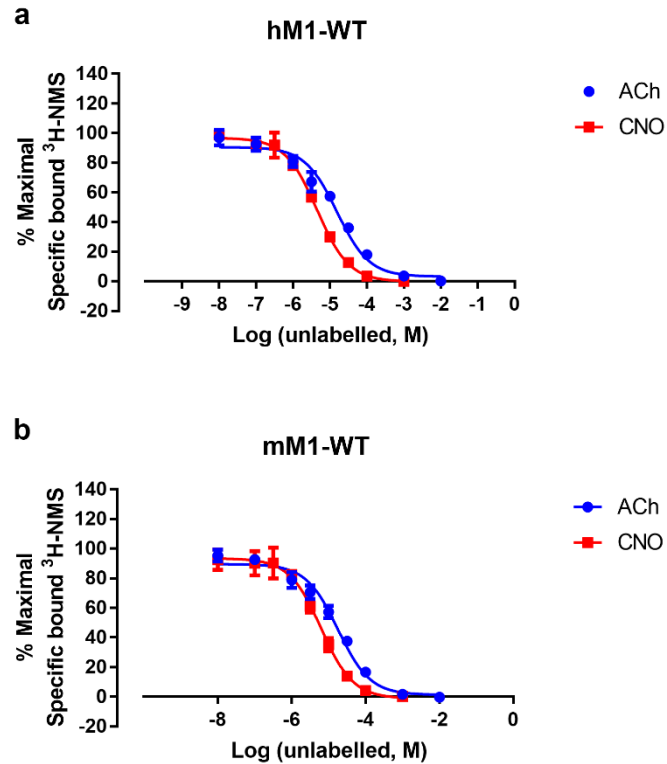 a
hM1-WT
140
120
100
80
60
40
20
0
-20
% Maximal
Specific bound ³H-NMS
-9 -8 -7 -6 -5 -4 -3 -2 -1 0
Log (unlabelled, M)
ACh
CNO
b
mM1-WT
140
120
100
80
60
40
20
0
-20
% Maximal
Specific bound ³H-NMS
-8 -6 -4 -2 0
Log (unlabelled, M)
ACh
CNO